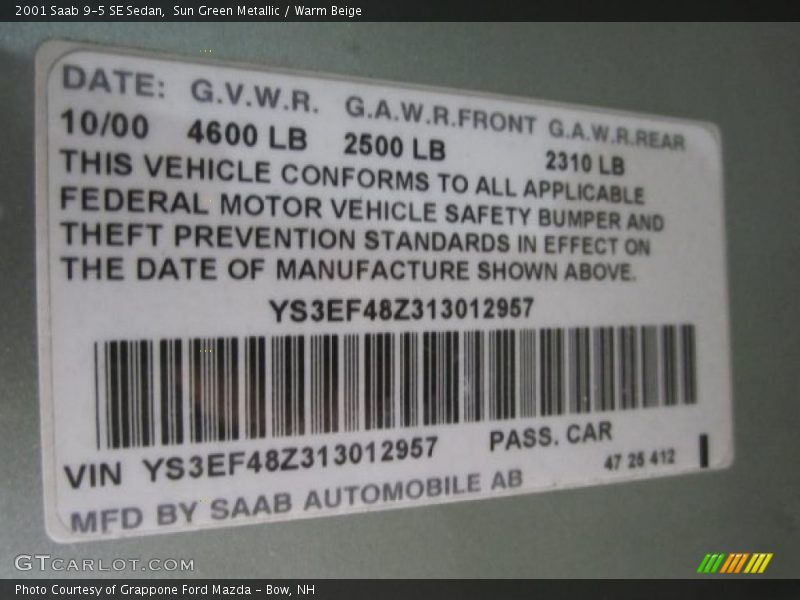 2001 Saab 9-5 SE Sedan,  Sun Green Metallic / Warm Beige
DATE: G.V.W.R. G.A.W.R.FRONT G.A.W.R.REAR
10/00 4600 LB 2500 LB 2310 LB
THIS VEHICLE CONFORMS TO ALL APPLICABLE
FEDERAL MOTOR VEHICLE SAFETY BUMPER AND
THEFT PREVENTION STANDARDS IN EFFECT ON
THE DATE OF MANUFACTURE SHOWN ABOVE.
YS3EF48Z313012957
VIN YS3EF48Z313012957 PASS. CAR
47 26 412
MFD BY SAAB AUTOMOBILE AB
GTCARLOT.COM
Photo Courtesy of Grappone Ford Mazda - Bow, NH